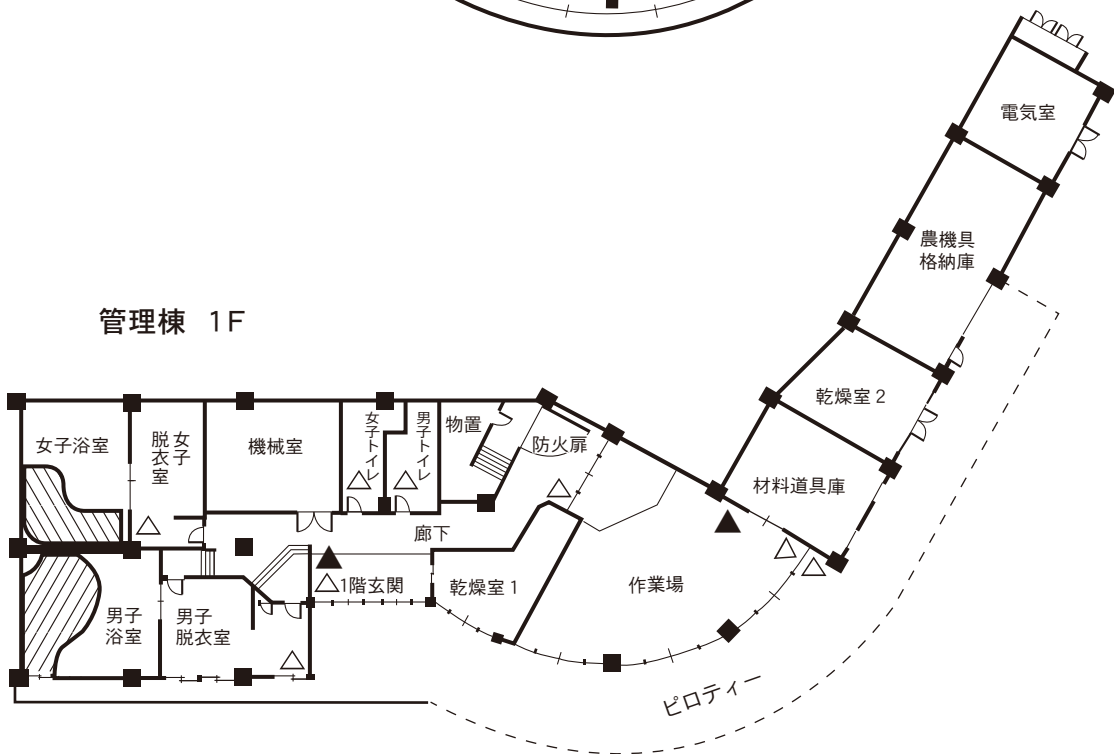 電気室
農機具
格納庫
管理棟 1F
乾燥室2
女子浴室
女子
脱衣室
機械室
女子トイレ
男子トイレ
物置
防火扉
材料道具庫
廊下
1階玄関
乾燥室1
作業場
男子
浴室
男子
脱衣室
ピロティー